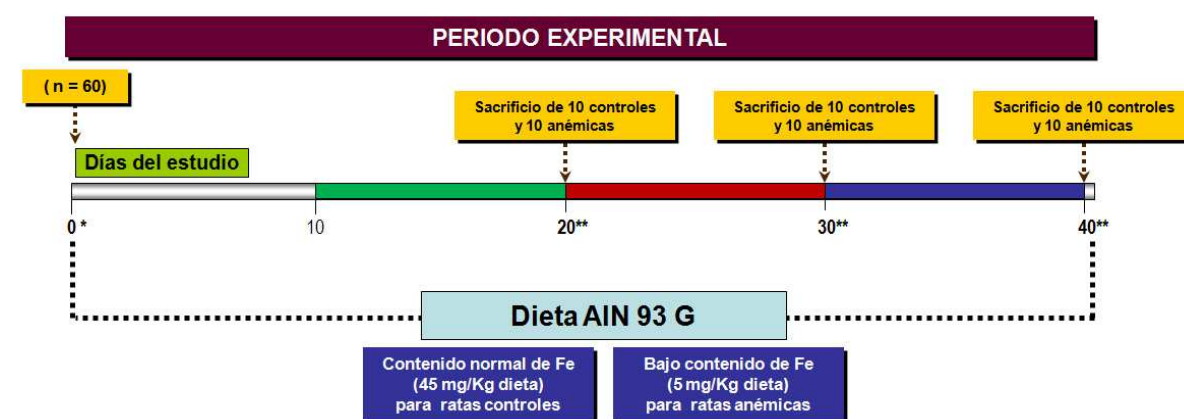 PERIODO EXPERIMENTAL
( n = 60)
Sacrificio de 10 controles
y 10 anémicas
Sacrificio de 10 controles
y 10 anémicas
Sacrificio de 10 controles
y 10 anémicas
Días del estudio
0 *
10
20**
30**
40**
Dieta AIN 93 G
Contenido normal de Fe
(45 mg/Kg dieta)
para ratas controles
Bajo contenido de Fe
(5 mg/Kg dieta)
para ratas anémicas